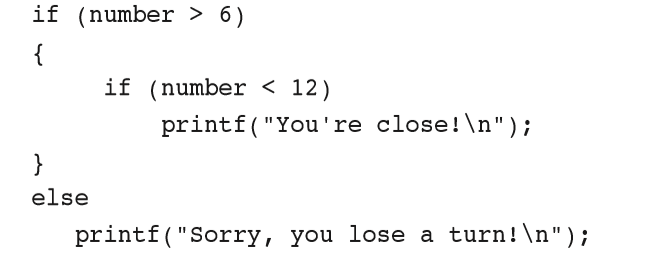 if (number > 6)
{
if (number < 12)
printf("You're close!\n");
}
else
printf("Sorry, you lose a turn!\n");